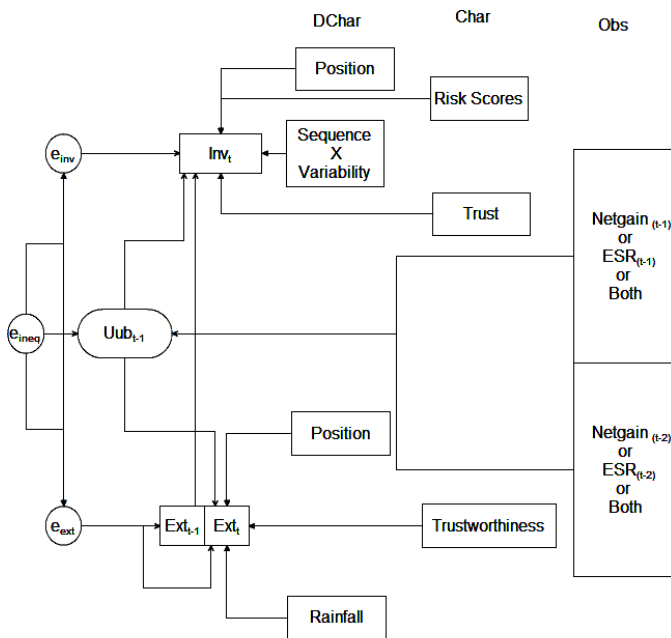 DChar
Char
Obs
Position
Risk Scores
e_inv
Inv_t
Sequence
X
Variability
Trust
Netgain (t-1)
or
ESR(t-1)
or
Both
e_ineq
Uub_t-1
Position
Netgain (t-2)
or
ESR(t-2)
or
Both
e_ext
Ext_t-1
Ext_t
Trustworthiness
Rainfall